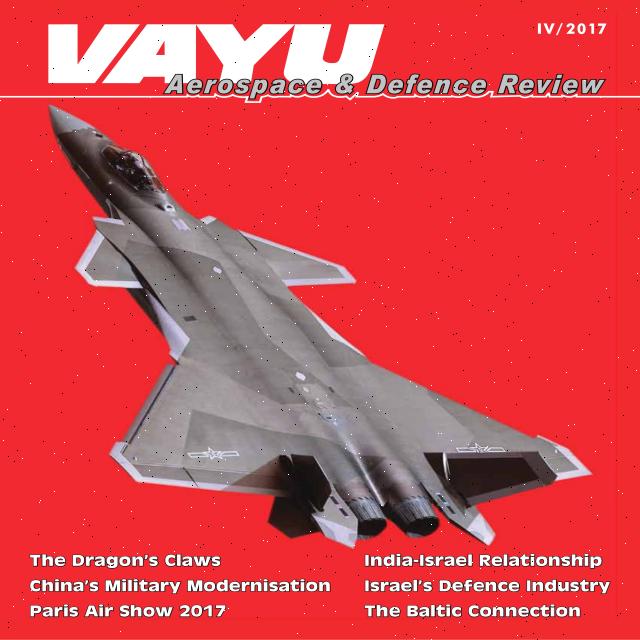 VAYU
IV/2017
Aerospace & Defence Review
The Dragon's Claws
China's Military Modernisation
Paris Air Show 2017
India-Israel Relationship
Israel's Defence Industry
The Baltic Connection